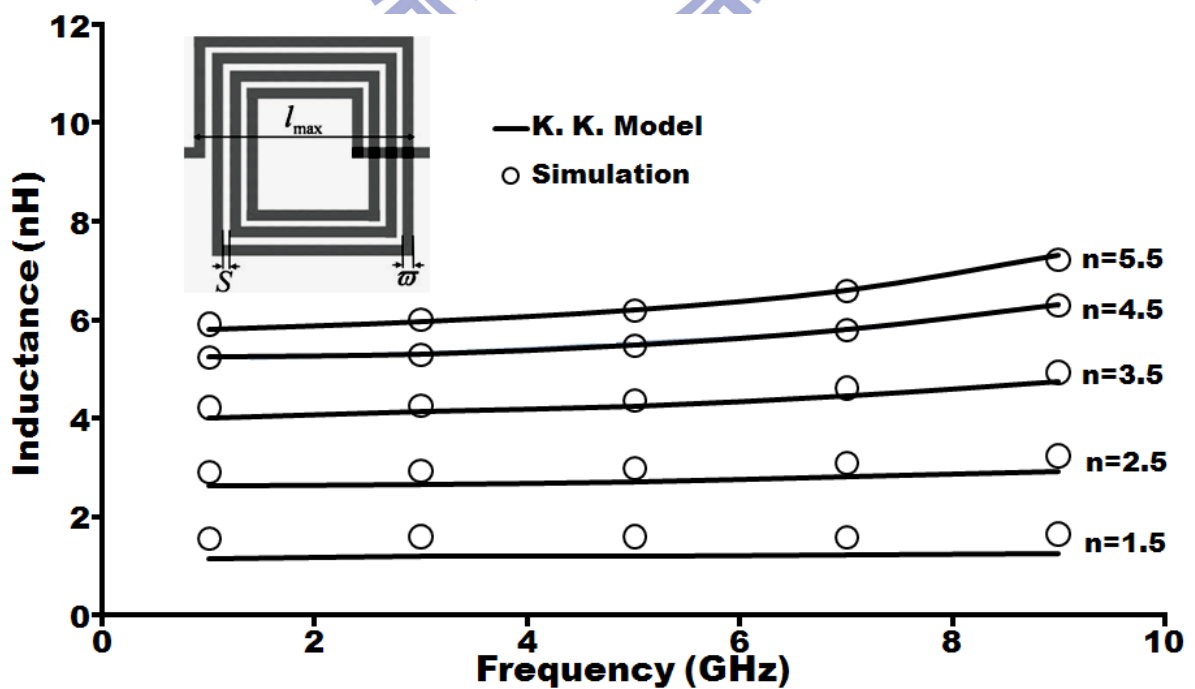 12
10
8
6
4
2
0
Inductance (nH)
l max
S
ϖ
K. K. Model
Simulation
n=5.5
n=4.5
n=3.5
n=2.5
n=1.5
0 2 4 6 8 10
Frequency (GHz)